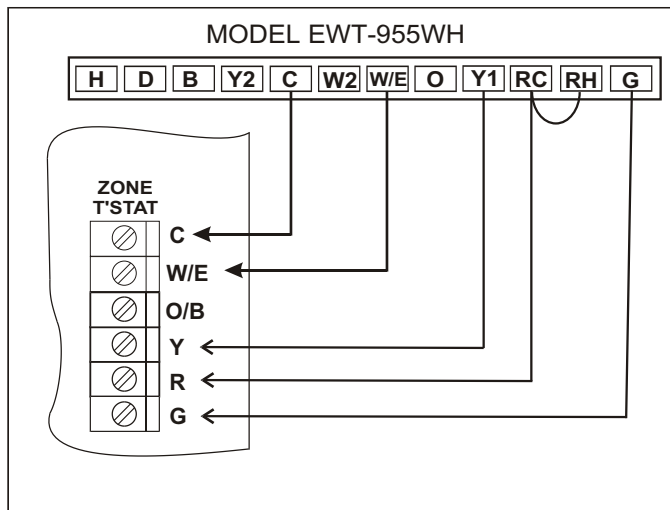 MODEL EWT-955WH
H D B Y2 C W2 W/E O Y1 RC RH G
ZONE
T'STAT
C
W/E
O/B
Y
R
G